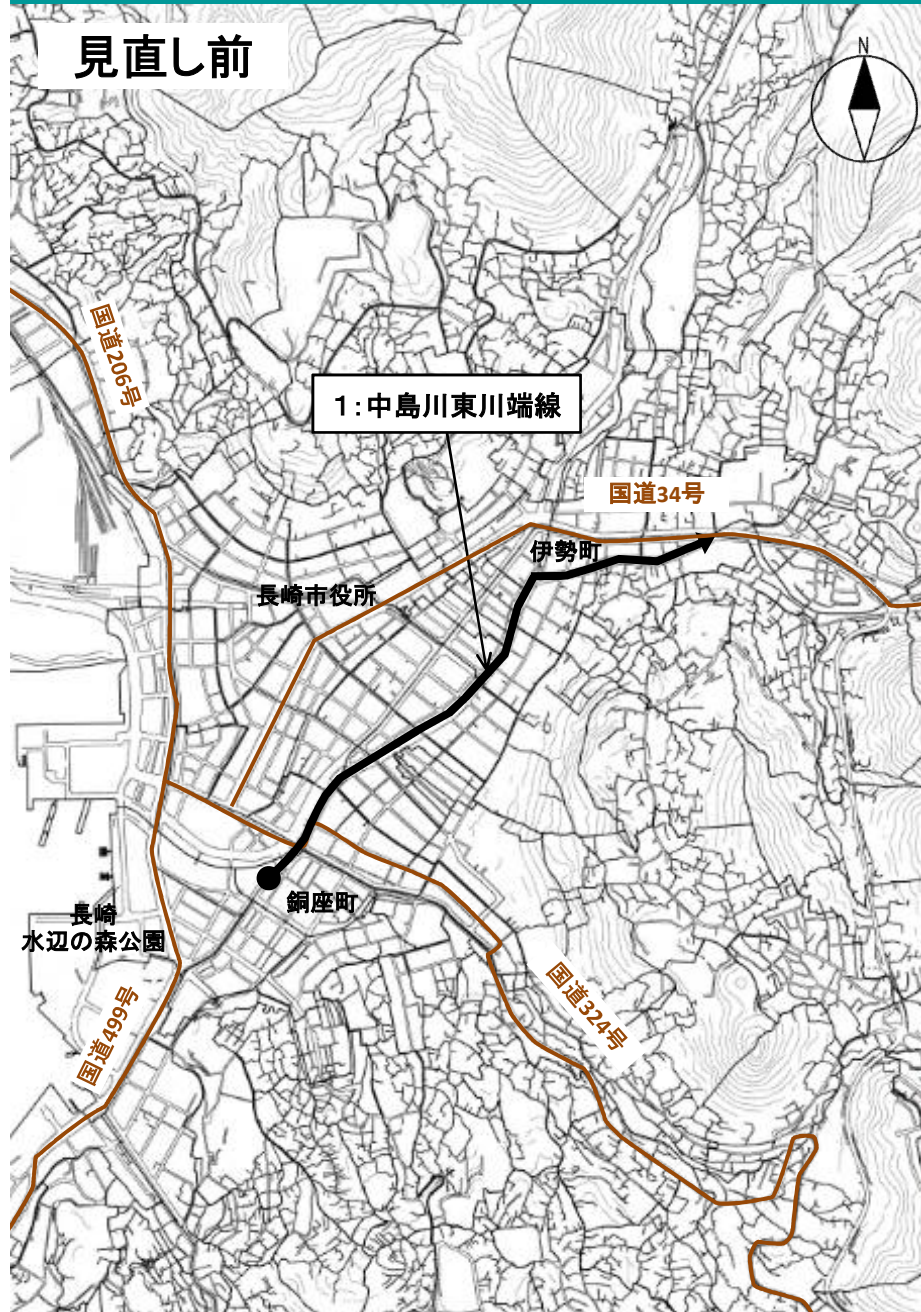 見直し前
N
国道206号
1:中島川東川端線
国道34号
伊勢町
長崎市役所
銅座町
長崎
水辺の森公園
国道499号
国道324号